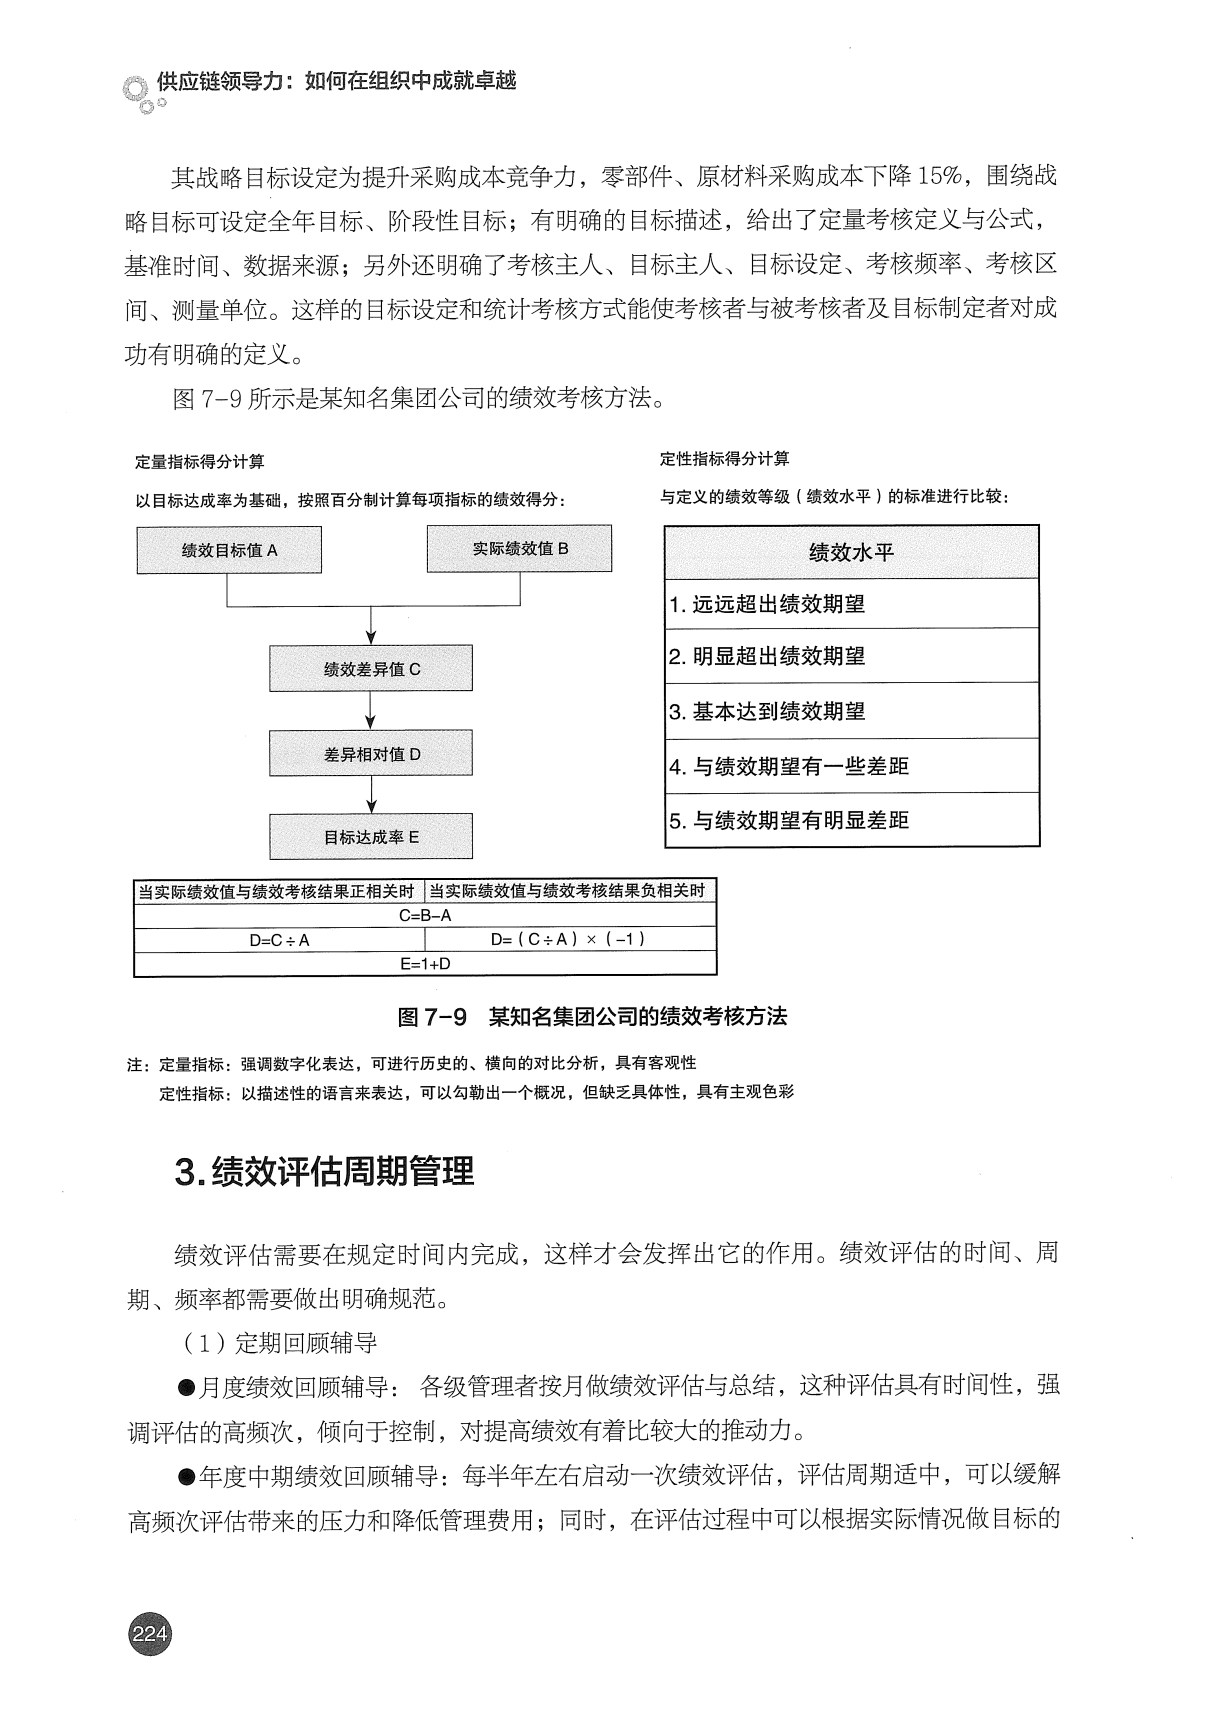 供应链领导力：如何在组织中成就卓越
其战略目标设定为提升采购成本竞争力，零部件、原材料采购成本下降 15%，围绕战
略目标可设定全年目标、阶段性目标；有明确的目标描述，给出了定量考核定义与公式，
基准时间、数据来源；另外还明确了考核主人、目标主人、目标设定、考核频率、考核区
间、测量单位。这样的目标设定和统计考核方式能使考核者与被考核者及目标制定者对成
功有明确的定义。
图 7-9 所示是某知名集团公司的绩效考核方法。
定量指标得分计算
以目标达成率为基础，按照百分制计算每项指标的绩效得分：
绩效目标值 A
实际绩效值 B
绩效差异值 C
差异相对值 D
目标达成率 E
定性指标得分计算
与定义的绩效等级（绩效水平）的标准进行比较：
绩效水平
1. 远远超出绩效期望
2. 明显超出绩效期望
3. 基本达到绩效期望
4. 与绩效期望有一些差距
5. 与绩效期望有明显差距
当实际绩效值与绩效考核结果正相关时 当实际绩效值与绩效考核结果负相关时
C=B-A
D=C÷A D=（C÷A）×（-1）
E=1+D
图 7-9 某知名集团公司的绩效考核方法
注：定量指标：强调数字化表达，可进行历史的、横向的对比分析，具有客观性
定性指标：以描述性的语言来表达，可以勾勒出一个概况，但缺乏具体性，具有主观色彩
3.绩效评估周期管理
绩效评估需要在规定时间内完成，这样才会发挥出它的作用。绩效评估的时间、周
期、频率都需要做出明确规范。
（1）定期回顾辅导
●月度绩效回顾辅导： 各级管理者按月做绩效评估与总结，这种评估具有时间性，强
调评估的高频次，倾向于控制，对提高绩效有着比较大的推动力。
●年度中期绩效回顾辅导：每半年左右启动一次绩效评估，评估周期适中，可以缓解
高频次评估带来的压力和降低管理费用；同时，在评估过程中可以根据实际情况做目标的
224